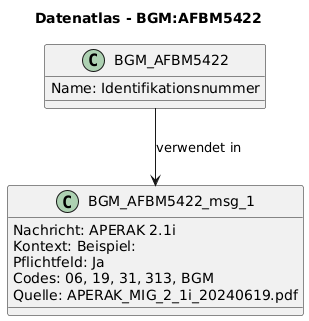 Datenatlas - BGM:AFBM5422
C BGM_AFBM5422
Name: Identifikationsnummer
verwendet in
C BGM_AFBM5422_msg_1
Nachricht: APERAK 2.1i
Kontext: Beispiel:
Pflichtfeld: Ja
Codes: 06, 19, 31, 313, BGM
Quelle: APERAK_MIG_2_1i_20240619.pdf